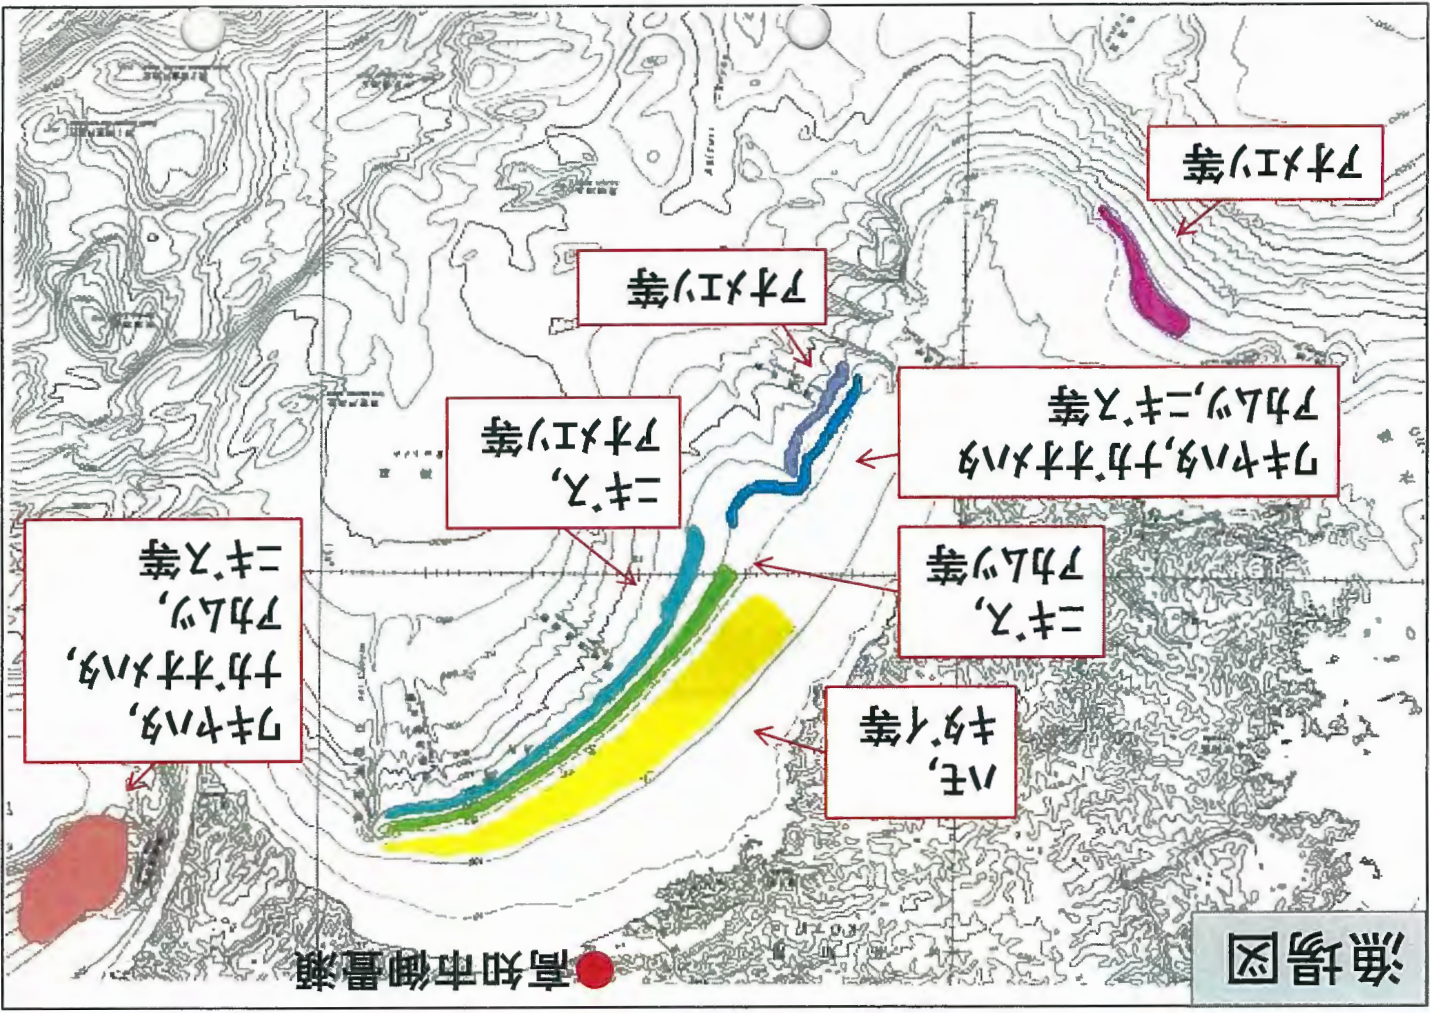 漁場図
高知市御畳瀬
ハモ,
キダイ等
ワキヤハタ,
ナガオオメハタ,
アカムツ,
ニギス等
ニギス,
アカムツ等
ワキヤハタ,ナガオオメハタ
アカムツ,ニギス等
ニギス,
アオメエソ等
アオメエソ等
アオメエソ等